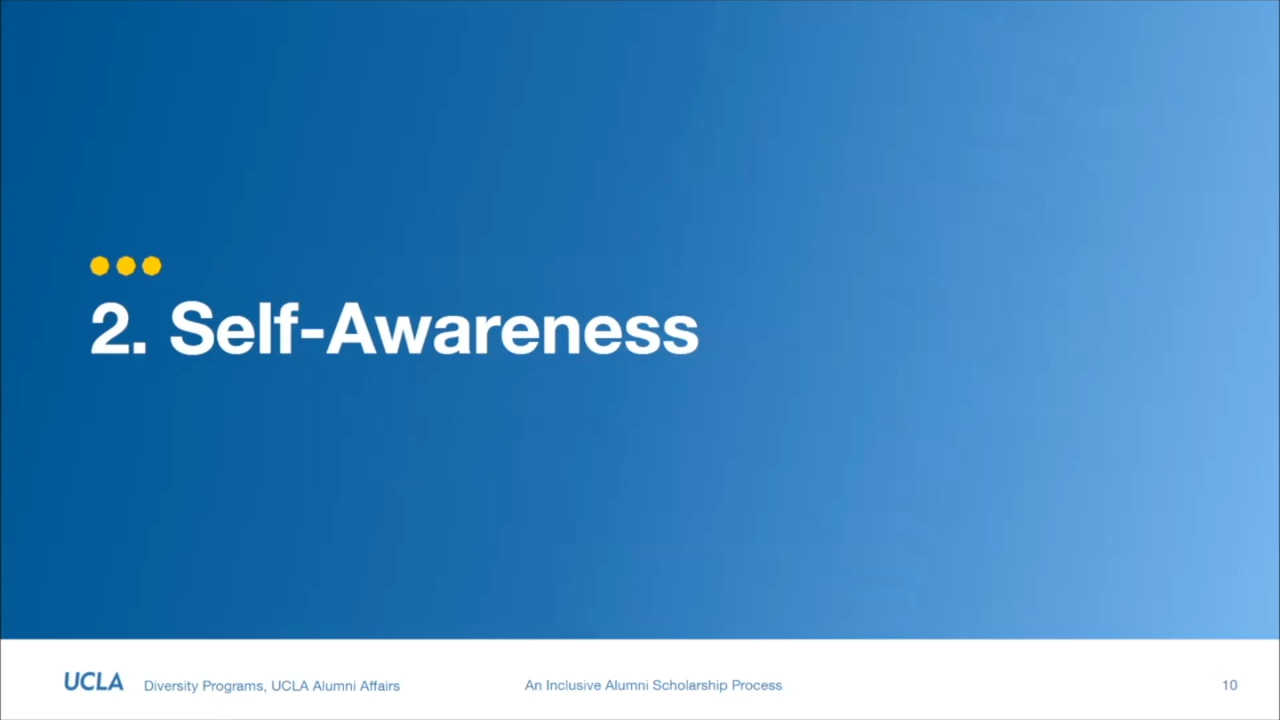 2. Self-Awareness
UCLA Diversity Programs, UCLA Alumni Affairs An Inclusive Alumni Scholarship Process 10